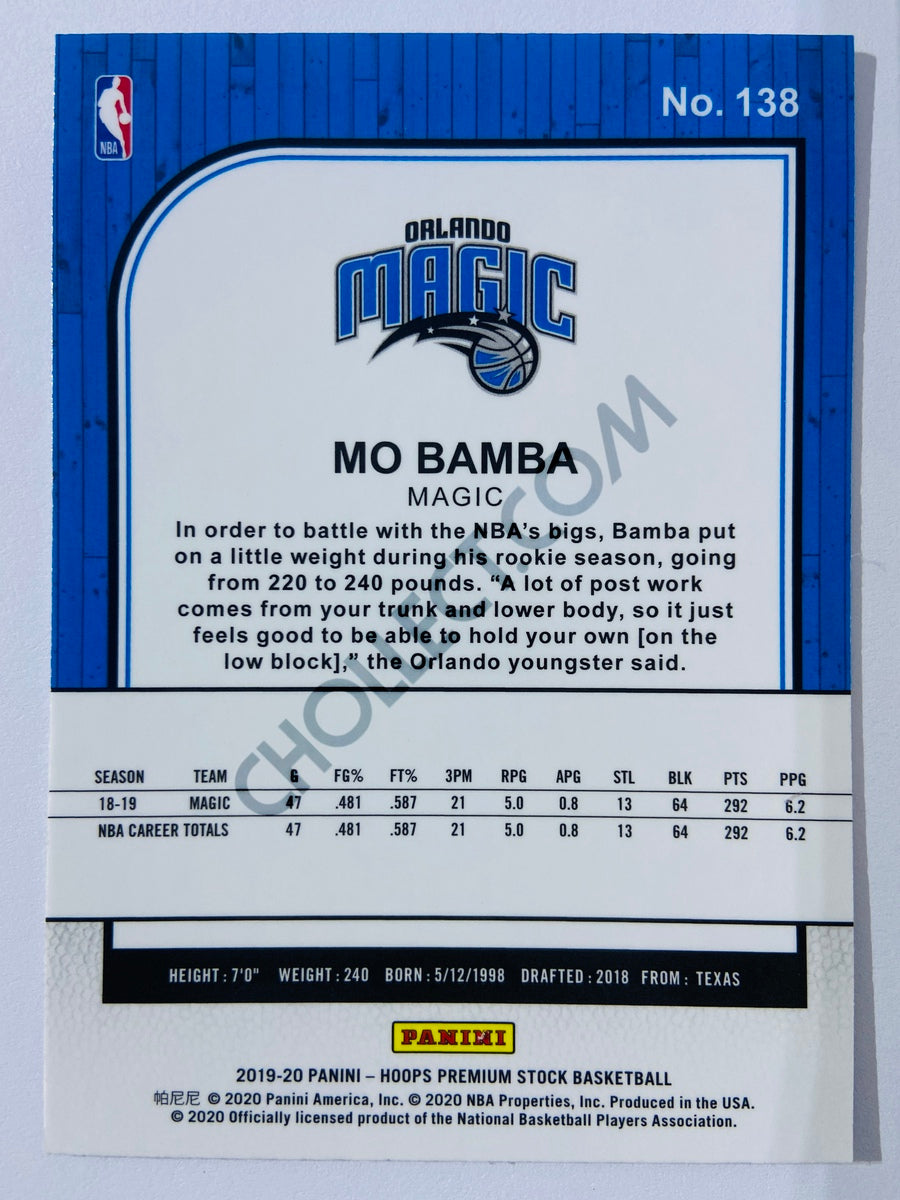 No. 138
NBA
ORLANDO
MAGIC
MO BAMBA
MAGIC
In order to battle with the NBA's bigs, Bamba put
on a little weight during his rookie season, going
from 220 to 240 pounds. “A lot of post work
comes from your trunk and lower body, so it just
feels good to be able to hold your own [on the
low block],” the Orlando youngster said.
CHOLLECT.COM
SEASON TEAM G FG% FT% 3PM RPG APG STL BLK PTS PPG
18-19 MAGIC 47 .481 .587 21 5.0 0.8 13 64 292 6.2
NBA CAREER TOTALS 47 .481 .587 21 5.0 0.8 13 64 292 6.2
HEIGHT: 7'0" WEIGHT: 240 BORN: 5/12/1998 DRAFTED: 2018 FROM: TEXAS
PANINI
2019-20 PANINI – HOOPS PREMIUM STOCK BASKETBALL
帕尼尼 © 2020 Panini America, Inc. © 2020 NBA Properties, Inc. Produced in the USA.
© 2020 Officially licensed product of the National Basketball Players Association.